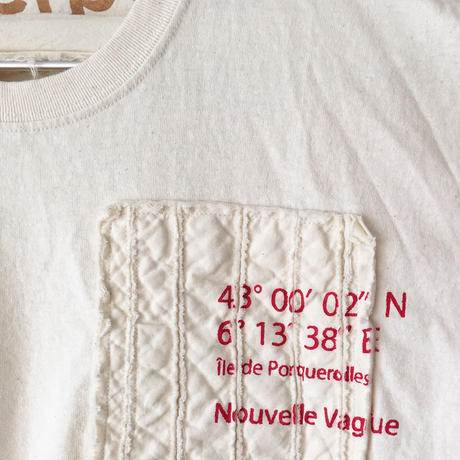 43° 00' 02" N
6° 13' 38" E
île de Porquerolles
Nouvelle Vague